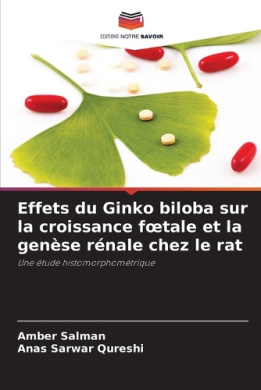 EDITIONS NOTRE SAVOIR
Effets du Ginko biloba sur
la croissance fœtale et la
genèse rénale chez le rat
Une étude histomorphométrique
Amber Salman
Anas Sarwar Qureshi